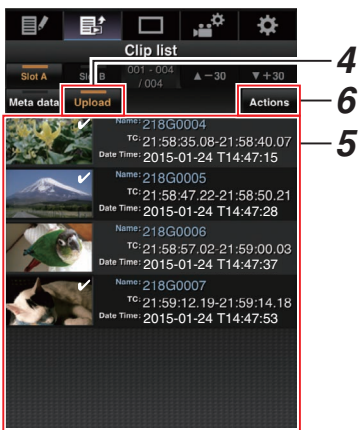 Clip list
Slot A Slot B 001 - 004 / 004 ▲−30 ▼+30
Meta data Upload Actions
4
6
5
Name: 218G0004
TC: 21:58:35.08-21:58:40.07
Date Time: 2015-01-24 T14:47:15
Name: 218G0005
TC: 21:58:47.22-21:58:50.21
Date Time: 2015-01-24 T14:47:28
Name: 218G0006
TC: 21:58:57.02-21:59:00.03
Date Time: 2015-01-24 T14:47:37
Name: 218G0007
TC: 21:59:12.19-21:59:14.18
Date Time: 2015-01-24 T14:47:53